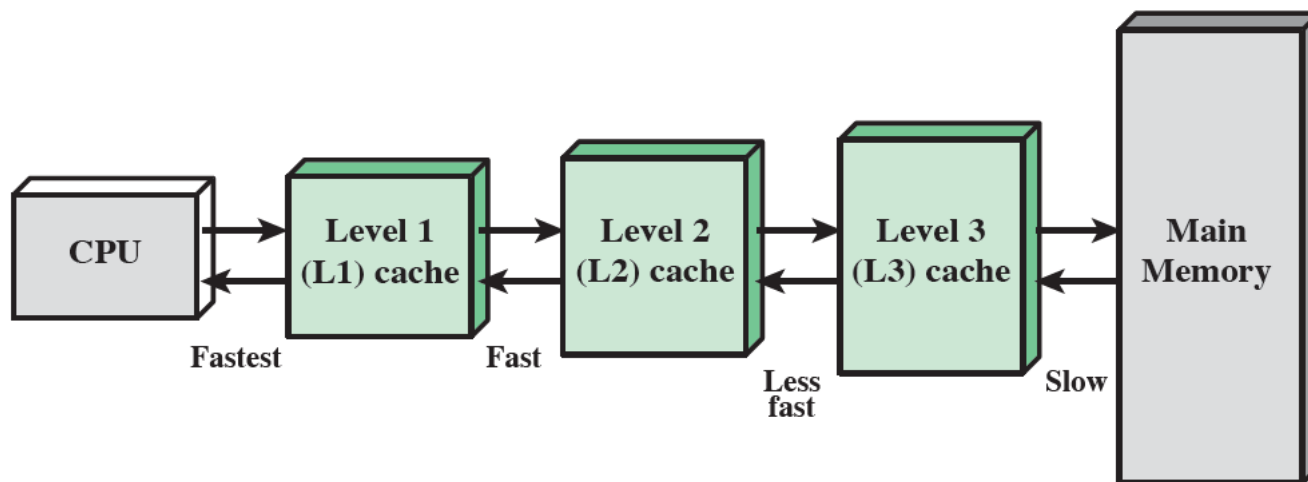 CPU
Level 1
(L1) cache
Level 2
(L2) cache
Level 3
(L3) cache
Main
Memory
Fastest
Fast
Less
fast
Slow